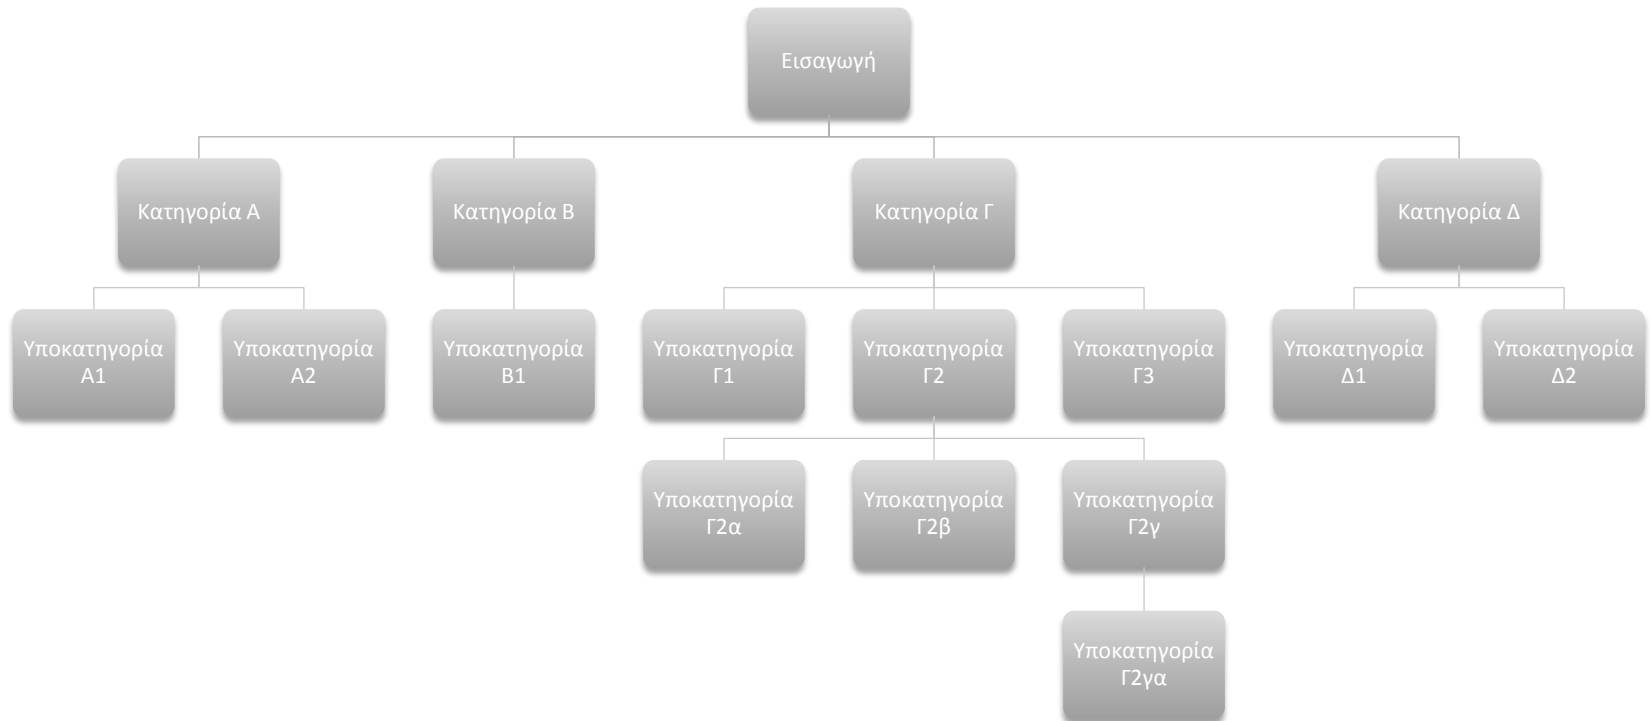 Εισαγωγή
Κατηγορία Α
Κατηγορία Β
Κατηγορία Γ
Κατηγορία Δ
Υποκατηγορία
Α1
Υποκατηγορία
Α2
Υποκατηγορία
Β1
Υποκατηγορία
Γ1
Υποκατηγορία
Γ2
Υποκατηγορία
Γ3
Υποκατηγορία
Δ1
Υποκατηγορία
Δ2
Υποκατηγορία
Γ2α
Υποκατηγορία
Γ2β
Υποκατηγορία
Γ2γ
Υποκατηγορία
Γ2γα